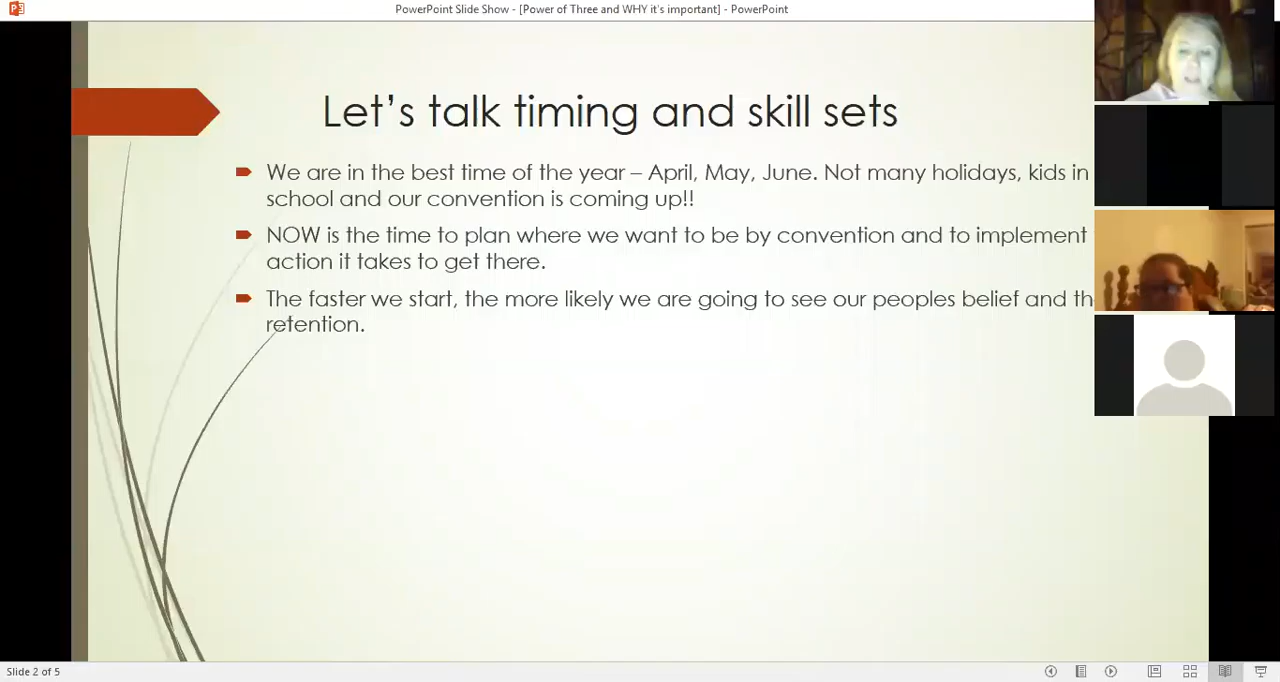 PowerPoint Slide Show - [Power of Three and WHY it's important] - PowerPoint
Let's talk timing and skill sets
We are in the best time of the year – April, May, June. Not many holidays, kids in
school and our convention is coming up!!
NOW is the time to plan where we want to be by convention and to implement
action it takes to get there.
The faster we start, the more likely we are going to see our peoples belief and
retention.
Slide 2 of 5